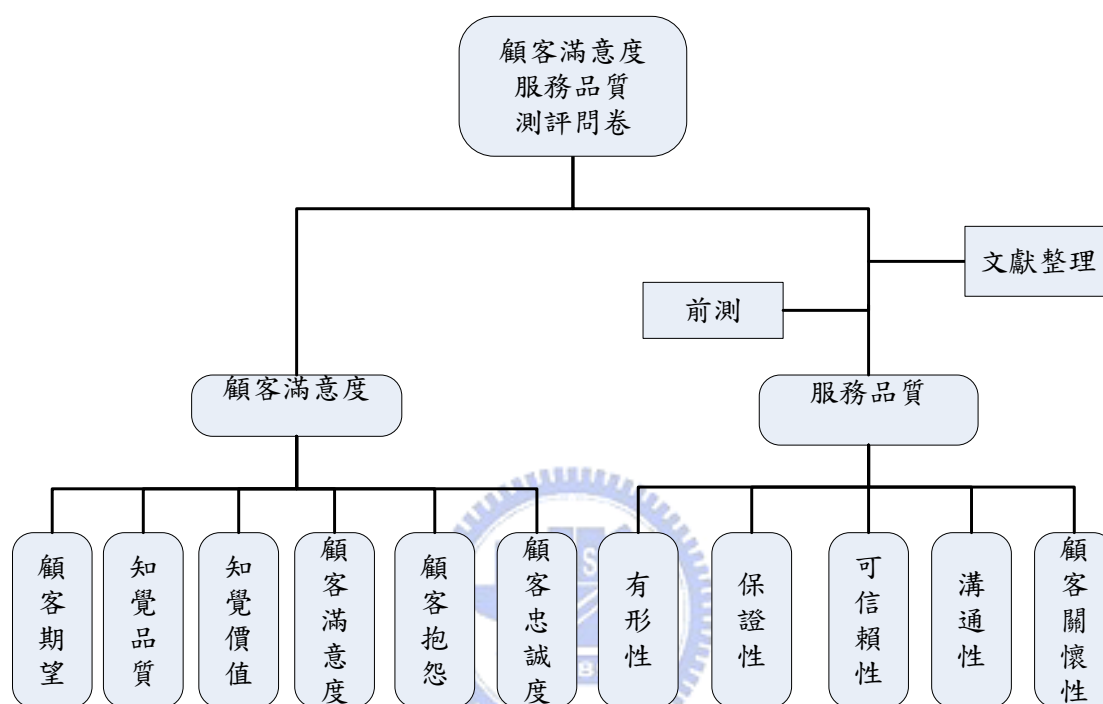 顧客滿意度
服務品質
測評問卷
文獻整理
前測
顧客滿意度
服務品質
顧客期望
知覺品質
知覺價值
顧客滿意度
顧客抱怨
顧客忠誠度
有形性
保證性
可信賴性
溝通性
顧客關懷性